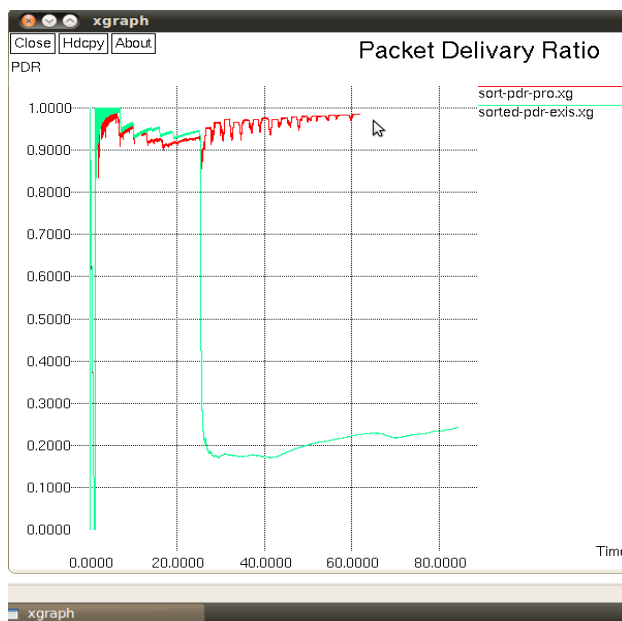 xgraph
Close Hdcpy About
Packet Delivary Ratio
PDR
sort-pdr-pro.xg
sorted-pdr-exis.xg
1.0000
0.9000
0.8000
0.7000
0.6000
0.5000
0.4000
0.3000
0.2000
0.1000
0.0000
Time
0.0000 20.0000 40.0000 60.0000 80.0000
xgraph